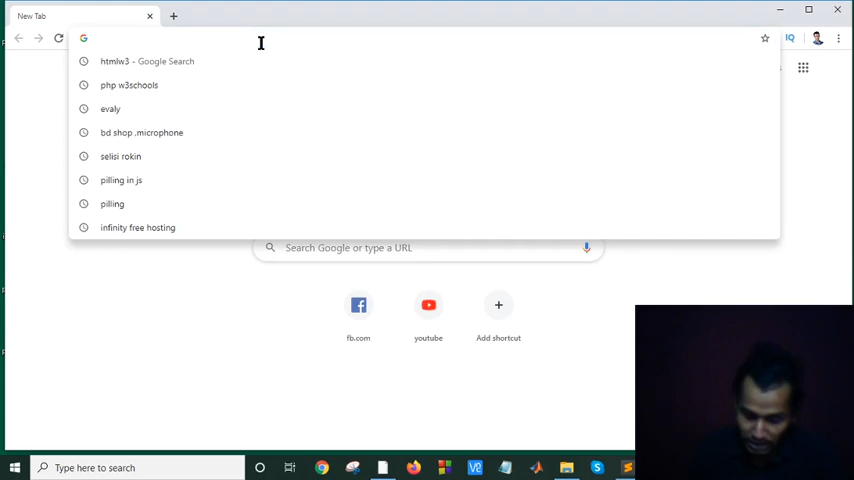 New Tab
htmlw3 - Google Search
php w3schools
evaly
bd shop .microphone
selisi rokin
pilling in js
pilling
infinity free hosting
Search Google or type a URL
fb.com
youtube
Add shortcut
Type here to search